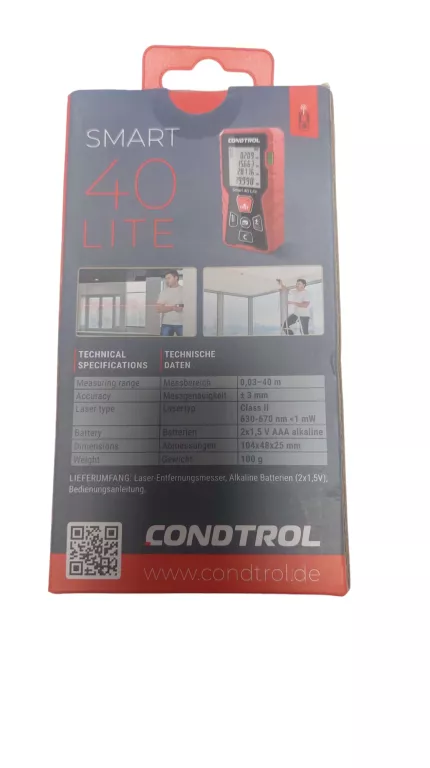 SMART
40
LITE
CONDTROL
TECHNICAL SPECIFICATIONS
TECHNISCHE DATEN
Measuring range Messbereich 0,03–40 m
Accuracy Messgenauigkeit ± 3 mm
Laser type Lasertyp Class II
630-670 nm <1 mW
Battery Batterien 2x1,5 V AAA alkaline
Dimensions Abmessungen 104x48x25 mm
Weight Gewicht 100 g
LIEFERUMFANG: Laser-Entfernungsmesser, Alkaline Batterien (2x1,5V),
Bedienungsanleitung.
CONDTROL
www.condtrol.de